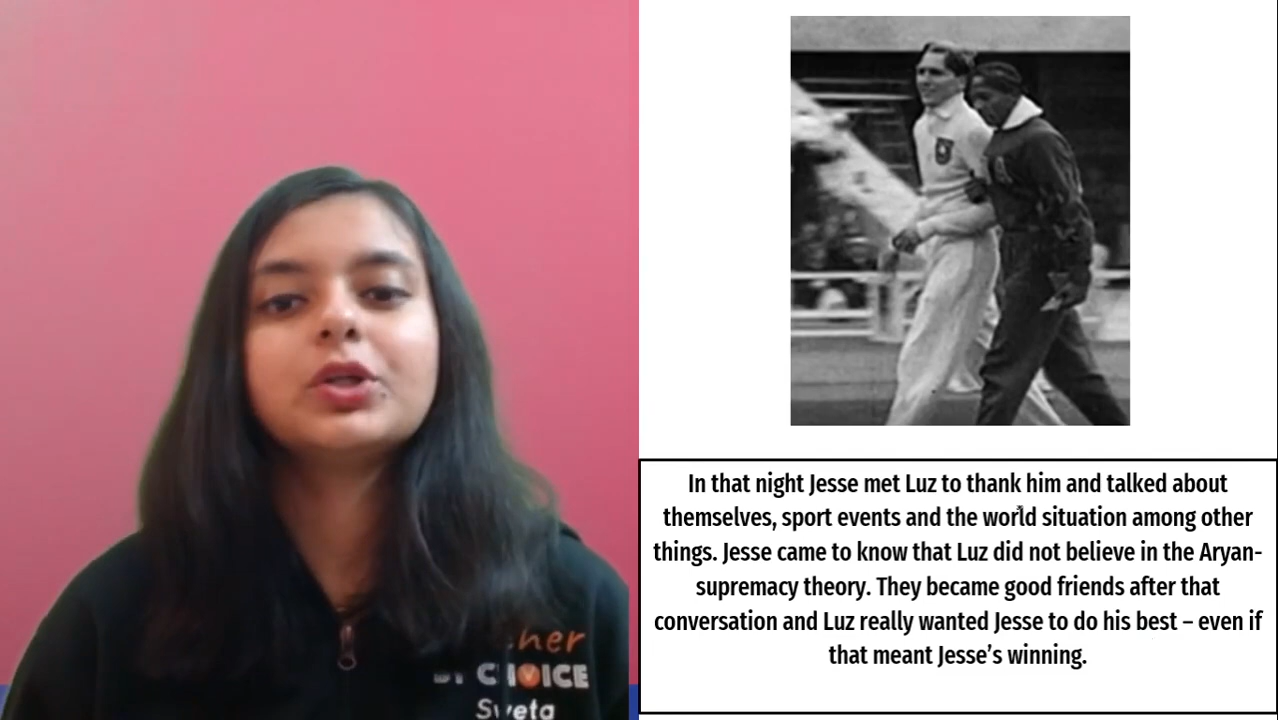 her
CHOICE
Sweta
In that night Jesse met Luz to thank him and talked about
themselves, sport events and the world situation among other
things. Jesse came to know that Luz did not believe in the Aryan-
supremacy theory. They became good friends after that
conversation and Luz really wanted Jesse to do his best – even if
that meant Jesse's winning.